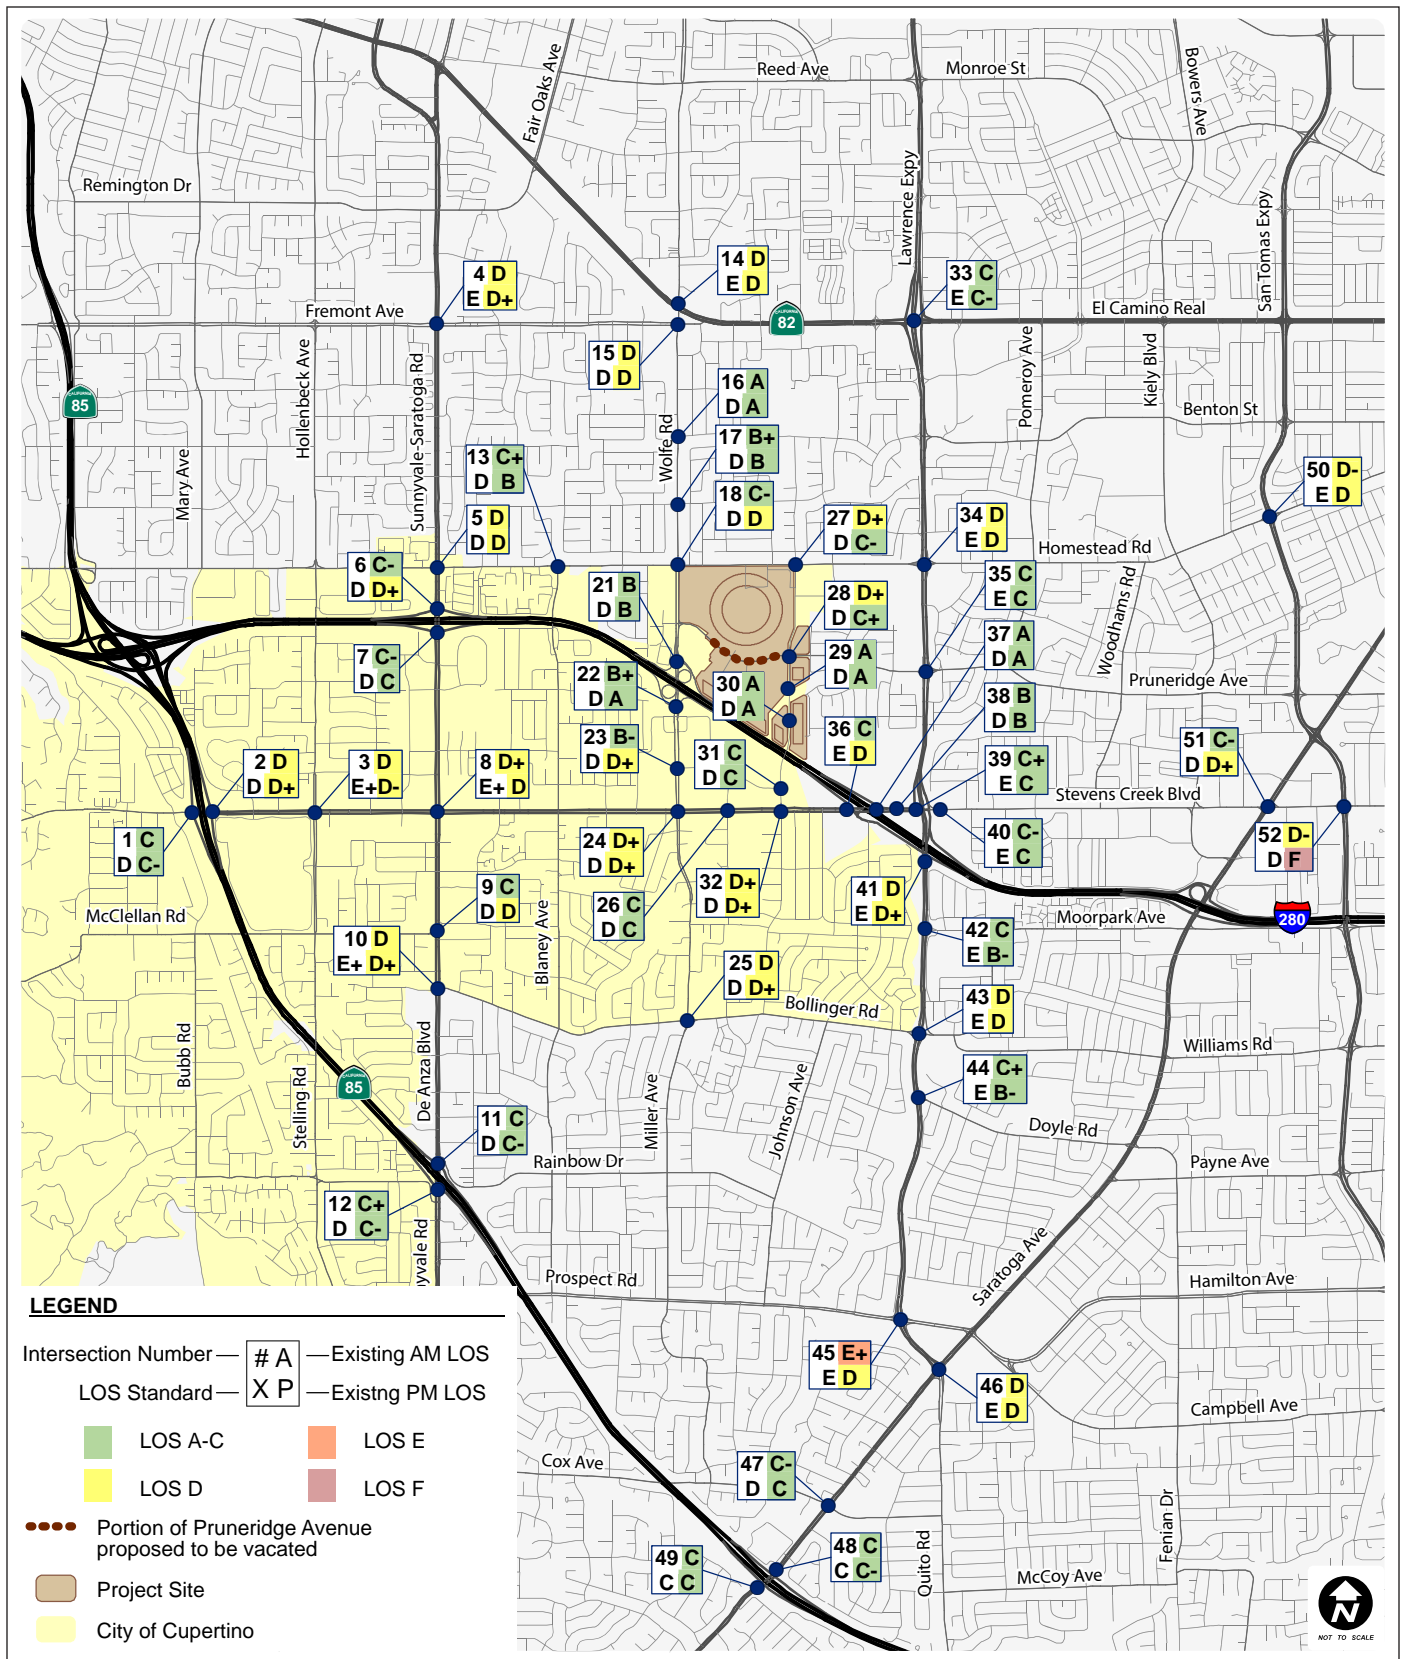 Reed Ave
Monroe St
Bowers Ave
Fair Oaks Ave
Remington Dr
Lawrence Expy
San Tomas Expy
4 D
E D+
14 D
E D
33 C
E C-
Fremont Ave
CALIFORNIA
82
El Camino Real
15 D
D D
Hollenbeck Ave
Sunnyvale-Saratoga Rd
Pomeroy Ave
Kiely Blvd
CALIFORNIA
85
16 A
D A
Benton St
17 B+
D B
Wolfe Rd
Mary Ave
13 C+
D B
18 C-
D D
50 D-
E D
5 D
D D
27 D+
D C-
34 D
E D
Homestead Rd
6 C-
D D+
21 B
D B
28 D+
D C+
35 C
E C
Woodhams Rd
7 C-
D C
22 B+
D A
29 A
D A
37 A
D A
30 A
D A
Pruneridge Ave
38 B
D B
23 B-
D D+
36 C
E D
31 C
D C
39 C+
E C
51 C-
D D+
2 D
D D+
3 D
E+ D-
8 D+
E+ D
Stevens Creek Blvd
1 C
D C-
24 D+
D D+
40 C-
E C
52 D-
D F
9 C
D D
32 D+
D D+
41 D
E D+
26 C
D C
McClellan Rd
Moorpark Ave
280
Blaney Ave
10 D
E+ D+
42 C
E B-
25 D
D D+
Bollinger Rd
43 D
E D
Bubb Rd
De Anza Blvd
Williams Rd
Stelling Rd
CALIFORNIA
85
Miller Ave
Johnson Ave
44 C+
E B-
11 C
D C-
Doyle Rd
Rainbow Dr
Payne Ave
12 C+
D C-
yvale Rd
Saratoga Ave
Prospect Rd
Hamilton Ave
LEGEND
Intersection Number
# A
Existing AM LOS
LOS Standard
X P
Existng PM LOS
LOS A-C
LOS E
LOS D
LOS F
Portion of Pruneridge Avenue
proposed to be vacated
Project Site
City of Cupertino
45 E+
E D
46 D
E D
Campbell Ave
Cox Ave
47 C-
D C
Fenian Dr
Quito Rd
48 C
C C-
49 C
C C
McCoy Ave
N
NOT TO SCALE